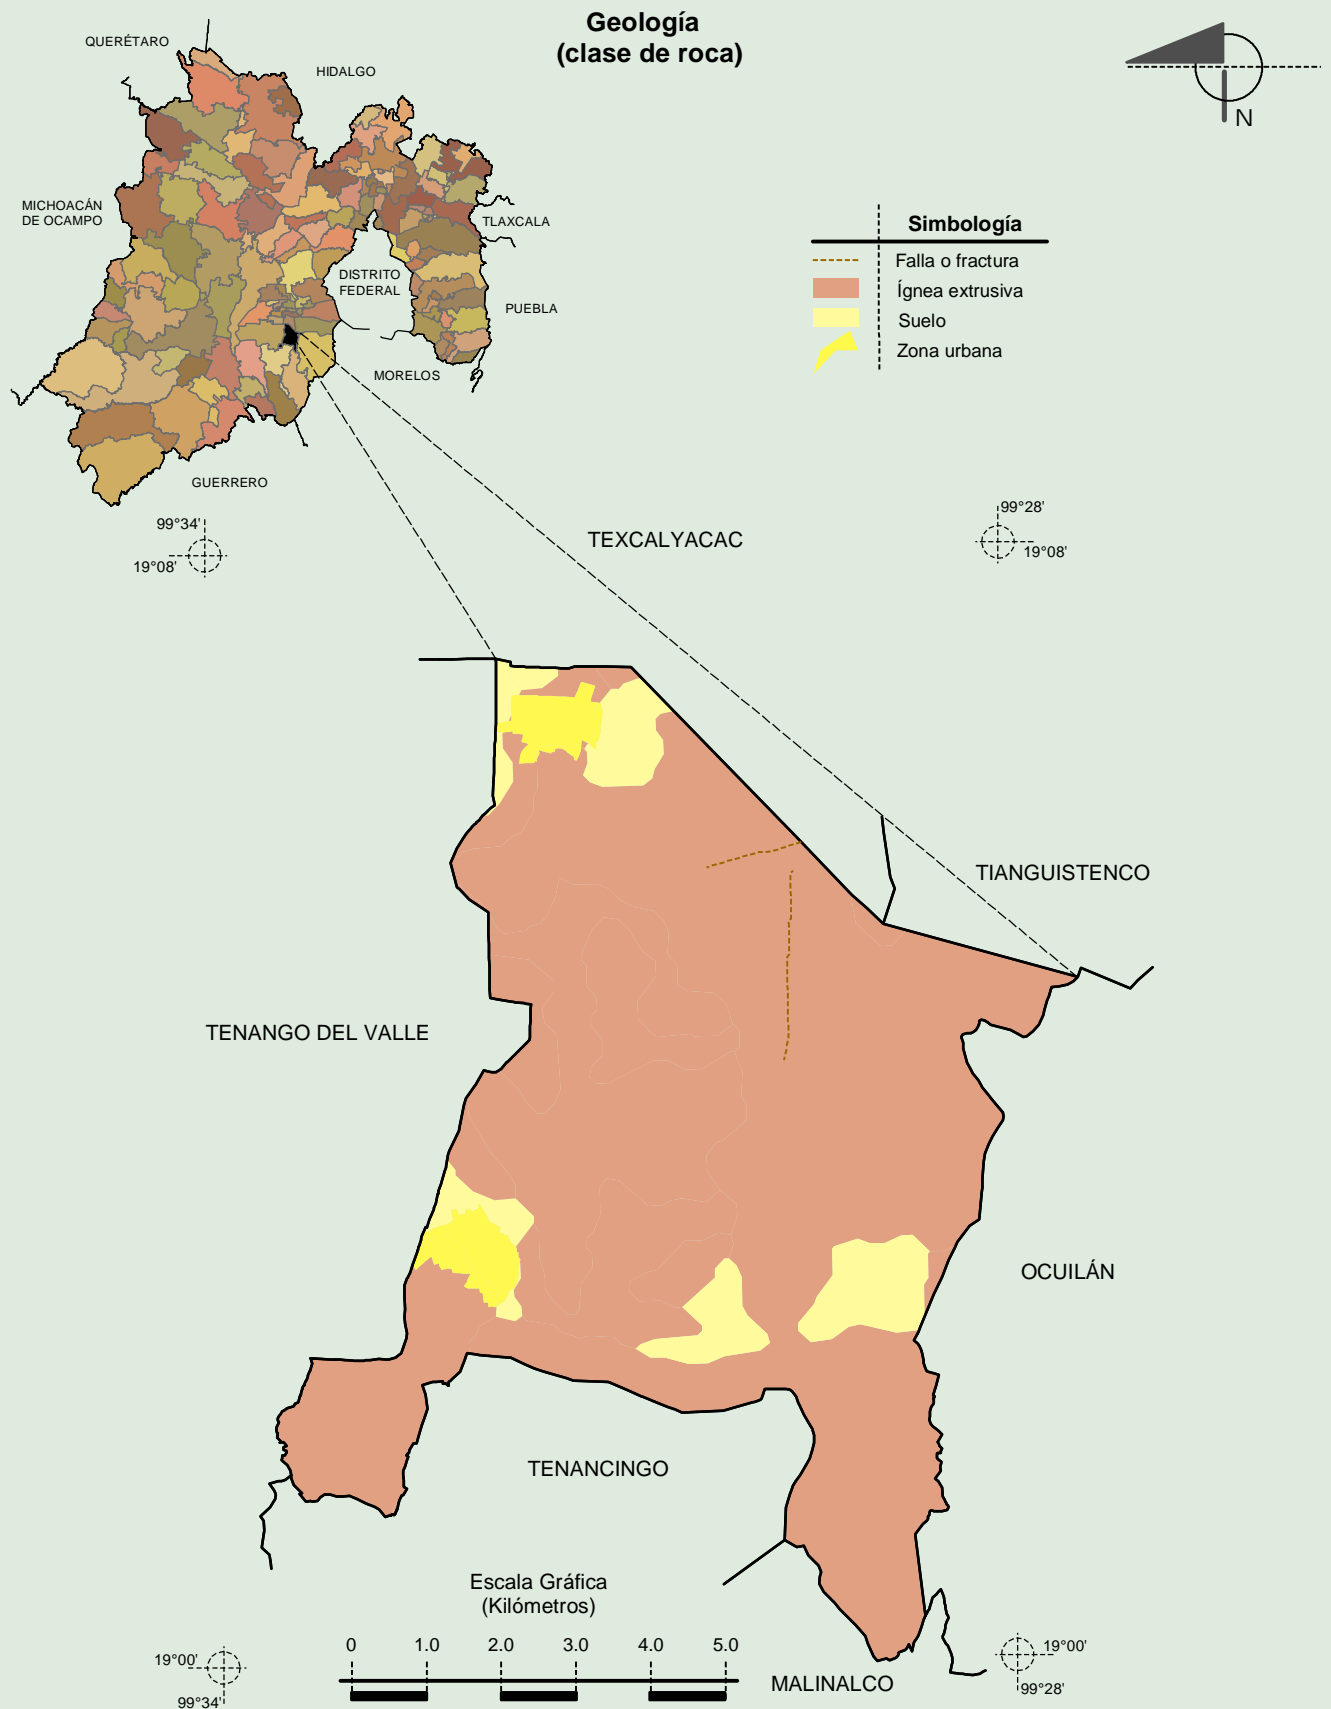 Geología
(clase de roca)
QUERÉTARO
HIDALGO
N
MICHOACÁN
DE OCAMPO
TLAXCALA
DISTRITO
FEDERAL
PUEBLA
MORELOS
GUERRERO
Simbología
Falla o fractura
Ígnea extrusiva
Suelo
Zona urbana
99°34'
19°08'
99°28'
19°08'
TEXCALYACAC
TIANGUISTENCO
TENANGO DEL VALLE
OCUILÁN
TENANCINGO
Escala Gráfica
(Kilómetros)
0 1.0 2.0 3.0 4.0 5.0
MALINALCO
19°00'
99°34'
19°00'
99°28'